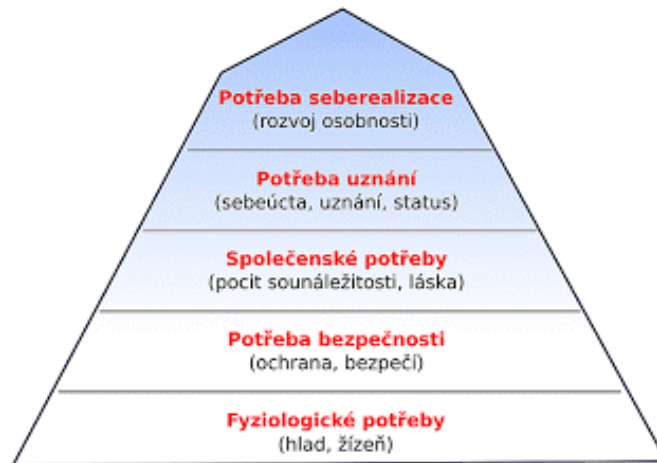 Potřeba seberealizace
(rozvoj osobnosti)
Potřeba uznání
(sebeúcta, uznání, status)
Společenské potřeby
(pocit sounáležitosti, láska)
Potřeba bezpečnosti
(ochrana, bezpečí)
Fyziologické potřeby
(hlad, žízeň)